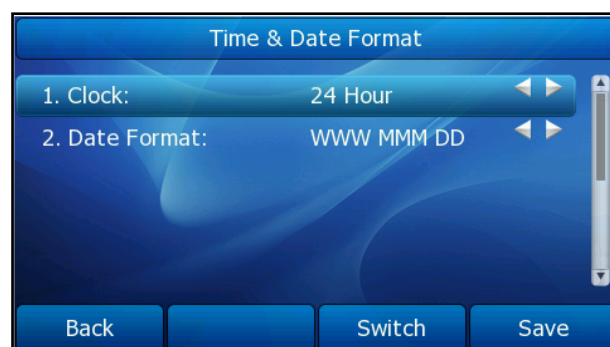 Time & Date Format
1. Clock: 24 Hour
2. Date Format: WWW MMM DD
Back Switch Save